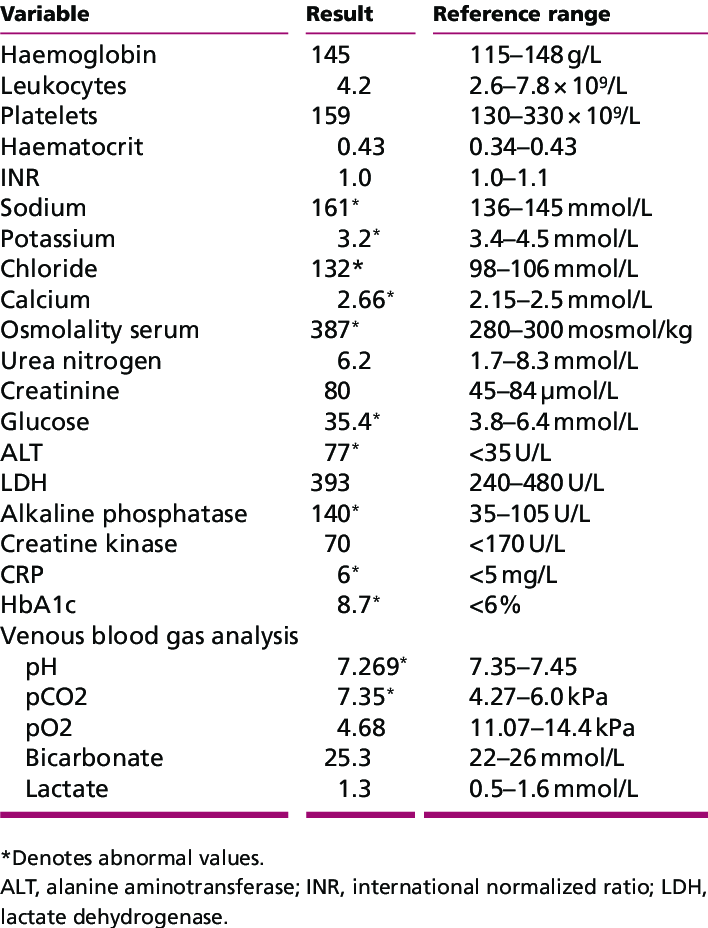 Variable Result Reference range
Haemoglobin 145 115–148 g/L
Leukocytes 4.2 2.6–7.8 × 10⁹/L
Platelets 159 130–330 × 10⁹/L
Haematocrit 0.43 0.34–0.43
INR 1.0 1.0–1.1
Sodium 161* 136–145 mmol/L
Potassium 3.2* 3.4–4.5 mmol/L
Chloride 132* 98–106 mmol/L
Calcium 2.66* 2.15–2.5 mmol/L
Osmolality serum 387* 280–300 mosmol/kg
Urea nitrogen 6.2 1.7–8.3 mmol/L
Creatinine 80 45–84 µmol/L
Glucose 35.4* 3.8–6.4 mmol/L
ALT 77* <35 U/L
LDH 393 240–480 U/L
Alkaline phosphatase 140* 35–105 U/L
Creatine kinase 70 <170 U/L
CRP 6* <5 mg/L
HbA1c 8.7* <6%
Venous blood gas analysis
pH 7.269* 7.35–7.45
pCO2 7.35* 4.27–6.0 kPa
pO2 4.68 11.07–14.4 kPa
Bicarbonate 25.3 22–26 mmol/L
Lactate 1.3 0.5–1.6 mmol/L
*Denotes abnormal values.
ALT, alanine aminotransferase; INR, international normalized ratio; LDH,
lactate dehydrogenase.